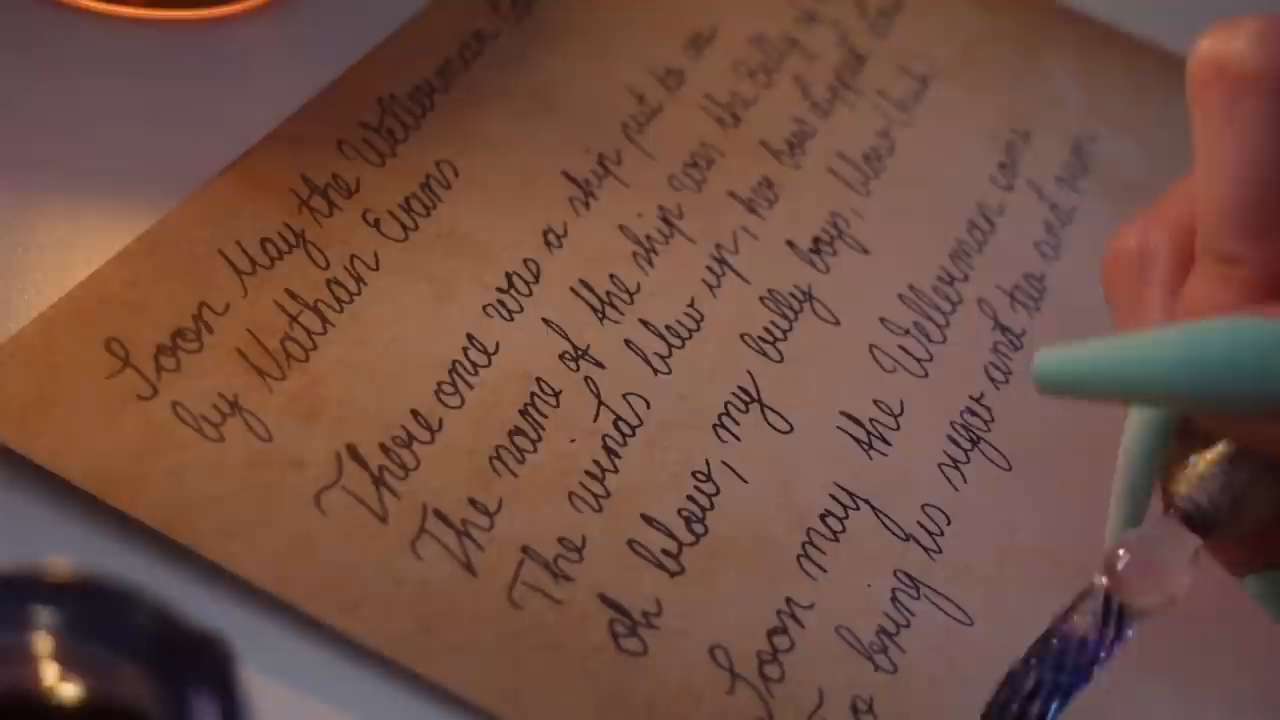 Soon May the Wellerman
by Nathan Evans
There once was a ship put to
The name of the ship was the Billy
The winds blew up, her bow dipped
oh blow, my bully boys, blow
Soon may the Wellerman come
bring us sugar and tea and rum